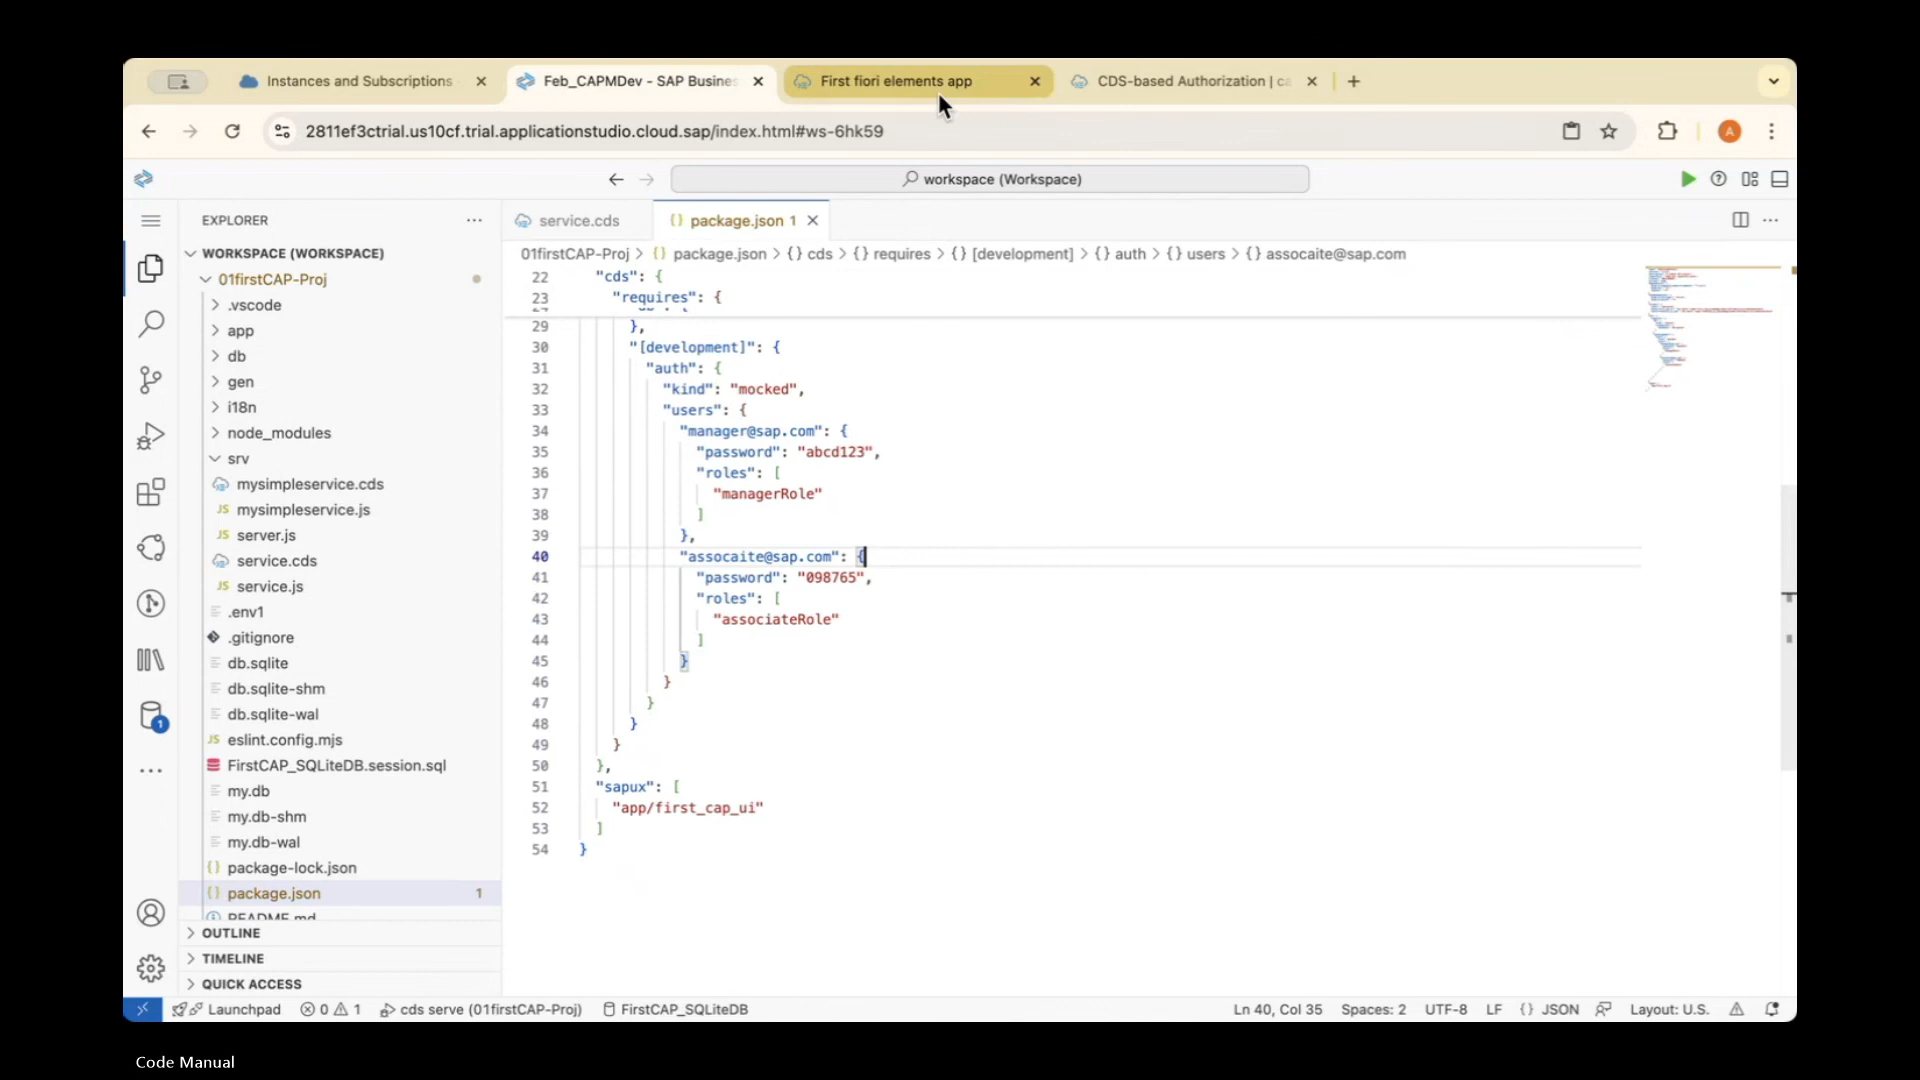 Instances and Subscriptions
Feb_CAPMDev - SAP Busine
First fiori elements app
CDS-based Authorization | ca
2811ef3ctrial.us10cf.trial.applicationstudio.cloud.sap/index.html#ws-6hk59
A
workspace (Workspace)
EXPLORER
service.cds
package.json 1
WORKSPACE (WORKSPACE)
01firstCAP-Proj > {} package.json > {} cds > {} requires > {} [development] > {} auth > {} users > {} assocaite@sap.com
01firstCAP-Proj
.vscode
app
db
gen
i18n
node_modules
srv
mysimpleservice.cds
JS mysimpleservice.js
JS server.js
service.cds
JS service.js
.env1
.gitignore
db.sqlite
db.sqlite-shm
db.sqlite-wal
JS eslint.config.mjs
FirstCAP_SQLiteDB.session.sql
my.db
my.db-shm
my.db-wal
{} package-lock.json
{} package.json 1
README.md
OUTLINE
TIMELINE
QUICK ACCESS
1
22 "cds": {
23 "requires": {
29 },
30 "[development]": {
31 "auth": {
32 "kind": "mocked",
33 "users": {
34 "manager@sap.com": {
35 "password": "abcd123",
36 "roles": [
37 "managerRole"
38 ]
39 },
40 "assocaite@sap.com": {
41 "password": "098765",
42 "roles": [
43 "associateRole"
44 ]
45 }
46 }
47 }
48 }
49 }
50 },
51 "sapux": [
52 "app/first_cap_ui"
53 ]
54 }
Launchpad 0 1 cds serve (01firstCAP-Proj) FirstCAP_SQLiteDB Ln 40, Col 35 Spaces: 2 UTF-8 LF {} JSON Layout: U.S.
Code Manual